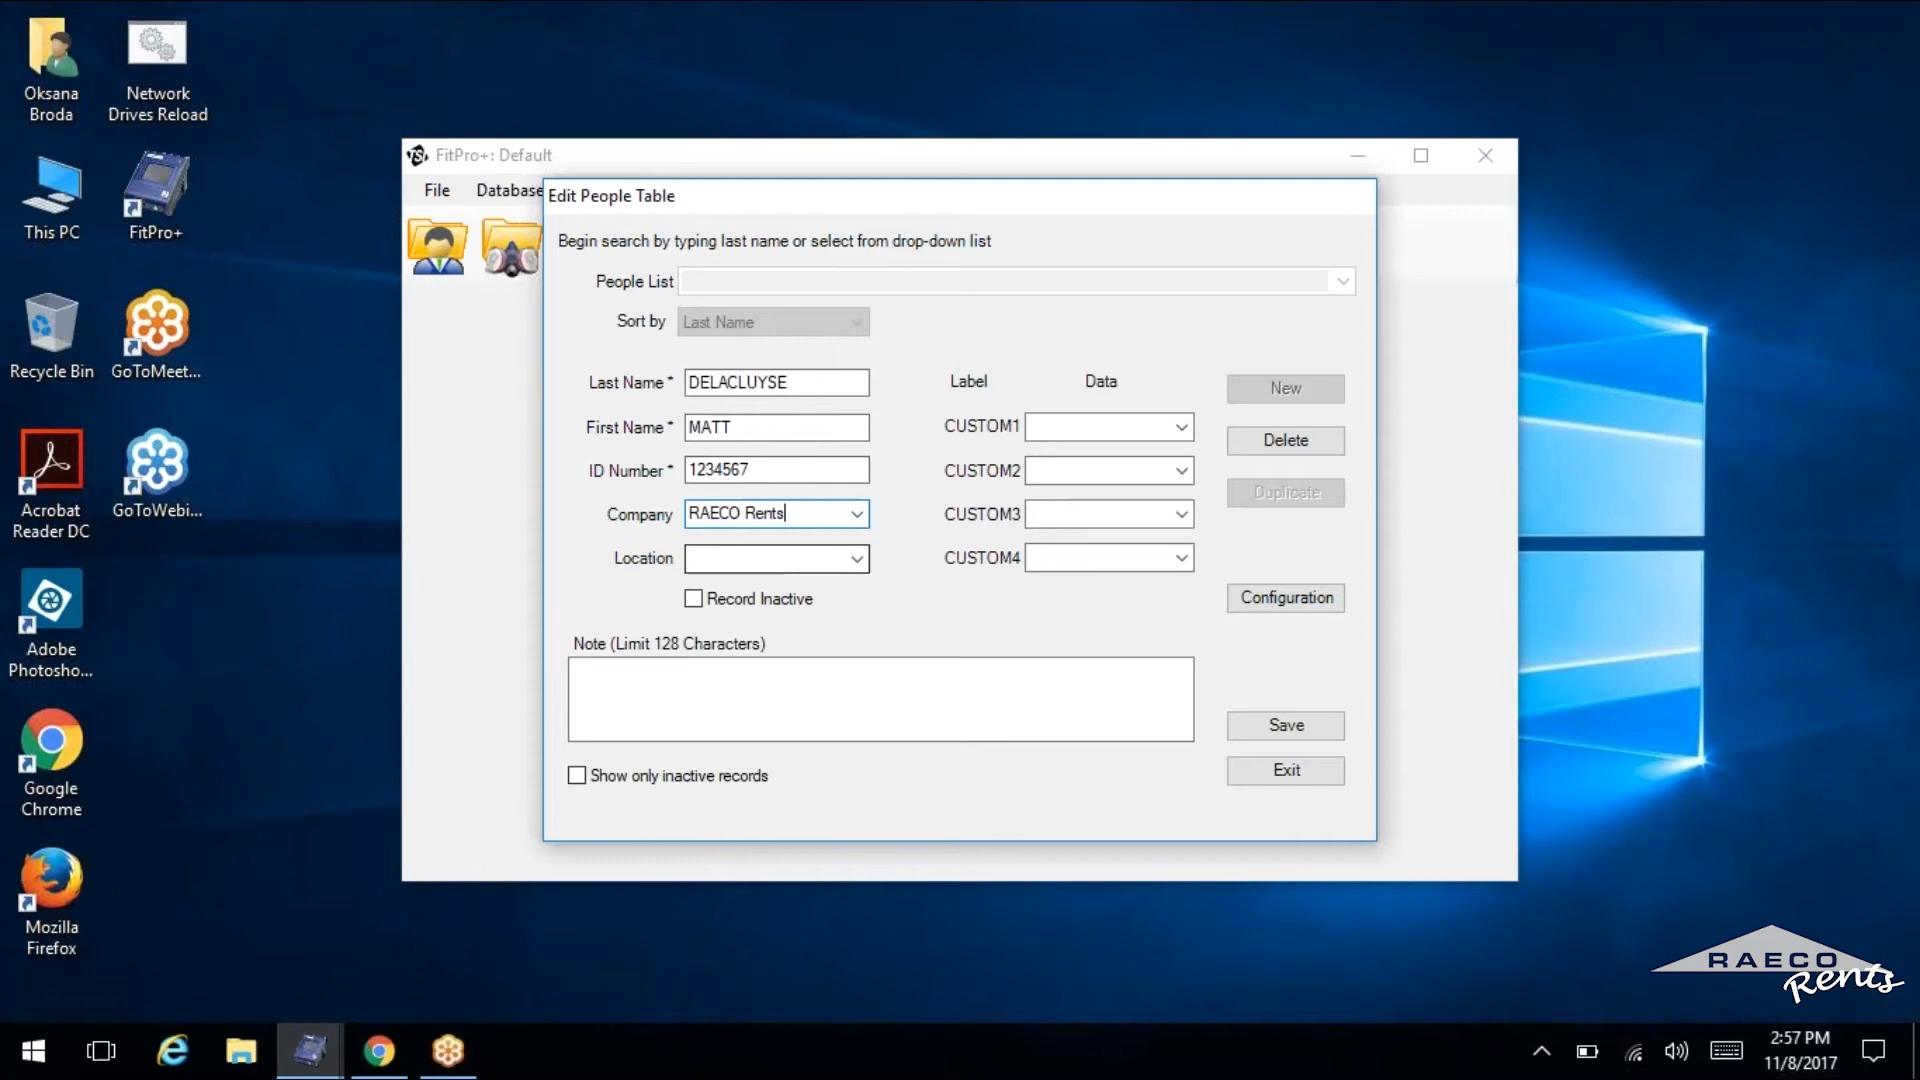 Oksana
Broda
Network
Drives Reload
This PC
FitPro+
Recycle Bin
GoToMeet...
Acrobat
Reader DC
GoToWebi...
Adobe
Photosho...
Google
Chrome
Mozilla
Firefox
TSI
FitPro+: Default
File
Database
Edit People Table
Begin search by typing last name or select from drop-down list
People List
Sort by Last Name
Last Name * DELACLUYSE
First Name * MATT
ID Number * 1234567
Company RAECO Rents
Location
Record Inactive
Label Data
CUSTOM1
CUSTOM2
CUSTOM3
CUSTOM4
New
Delete
Duplicate
Configuration
Note (Limit 128 Characters)
Save
Exit
Show only inactive records
RAECO
Rents
2:57 PM
11/8/2017